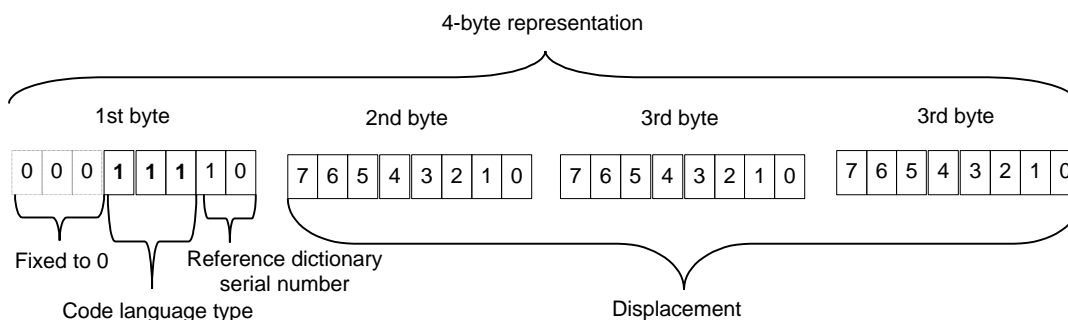 4-byte representation
1st byte 2nd byte 3rd byte 3rd byte
0 0 0 1 1 1 1 0 7 6 5 4 3 2 1 0 7 6 5 4 3 2 1 0 7 6 5 4 3 2 1 0
Fixed to 0 Reference dictionary
serial number
Code language type Displacement